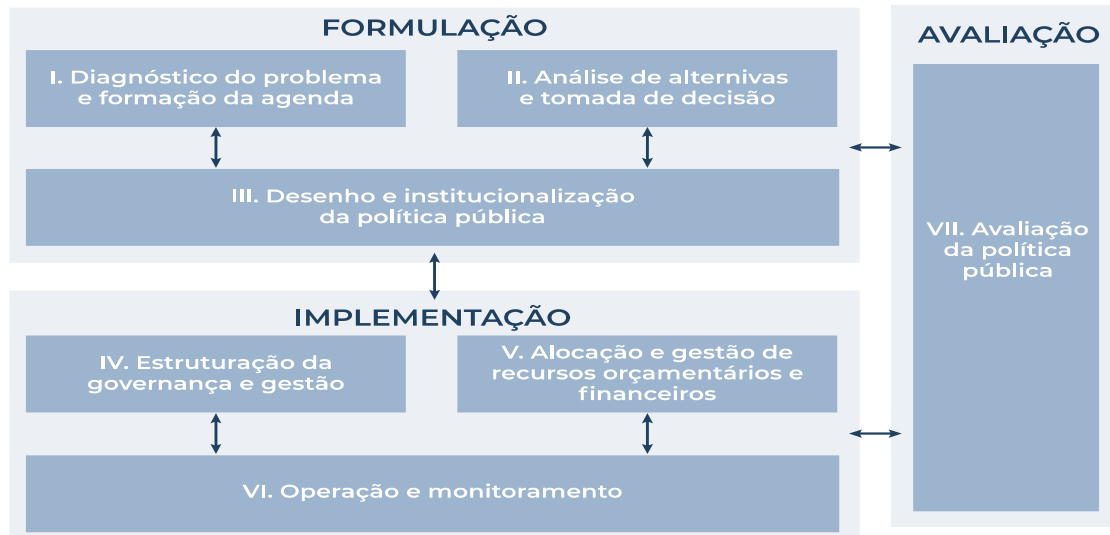 FORMULAÇÃO
I. Diagnóstico do problema
e formação da agenda
II. Análise de alternivas
e tomada de decisão
III. Desenho e institucionalização
da política pública
IMPLEMENTAÇÃO
IV. Estruturação da
governança e gestão
V. Alocação e gestão de
recursos orçamentários e
financeiros
VI. Operação e monitoramento
AVALIAÇÃO
VII. Avaliação
da política
pública